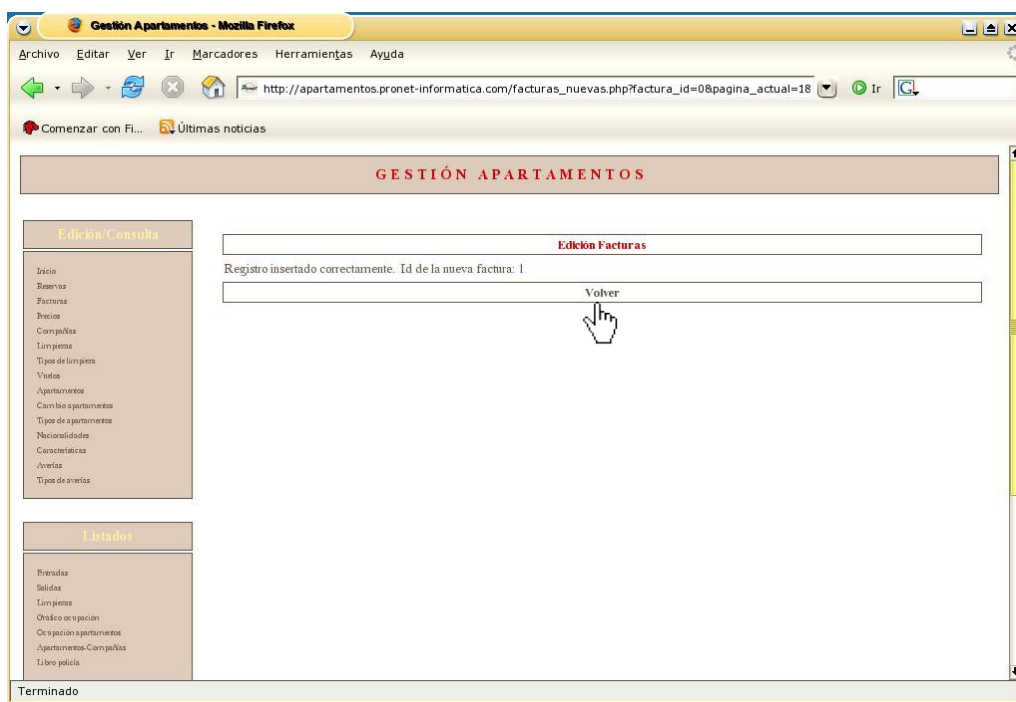 Gestión Apartamentos - Mozilla Firefox
Archivo Editar Ver Ir Marcadores Herramientas Ayuda
http://apartamentos.pronet-informatica.com/facturas_nuevas.php?factura_id=0&pagina_actual=18 Ir
Comenzar con Fi... Últimas noticias
GESTIÓN APARTAMENTOS
Edición/Consulta
Inicio
Reservas
Facturas
Precios
Compañías
Limpiezas
Tipos de limpieza
Vuelos
Apartamentos
Cambio apartamentos
Tipos de apartamentos
Nacionalidades
Características
Averías
Tipos de averías
Edición Facturas
Registro insertado correctamente. Id de la nueva factura: 1
Volver
Listados
Entradas
Salidas
Limpiezas
Gráfico ocupación
Ocupación apartamentos
Apartamentos-Compañías
Libro policía
Terminado